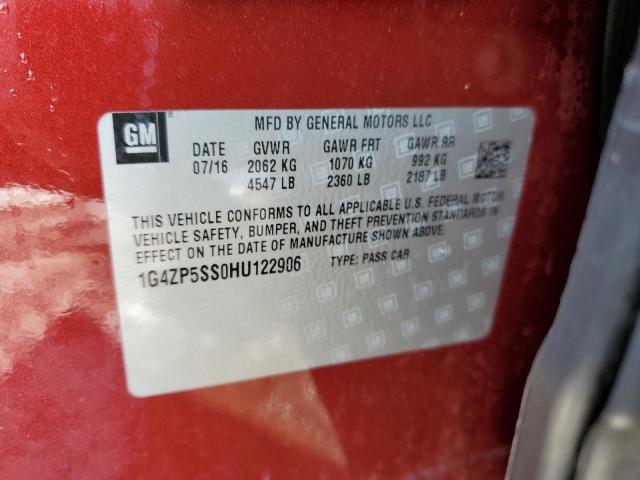 GM ®
MFD BY GENERAL MOTORS LLC
DATE GVWR GAWR FRT GAWR RR
07/16 2062 KG 1070 KG 992 KG
4547 LB 2360 LB 2187 LB
THIS VEHICLE CONFORMS TO ALL APPLICABLE U.S. FEDERAL MOTOR
VEHICLE SAFETY, BUMPER, AND THEFT PREVENTION STANDARDS IN
EFFECT ON THE DATE OF MANUFACTURE SHOWN ABOVE.
1G4ZP5SS0HU122906 TYPE: PASS CAR